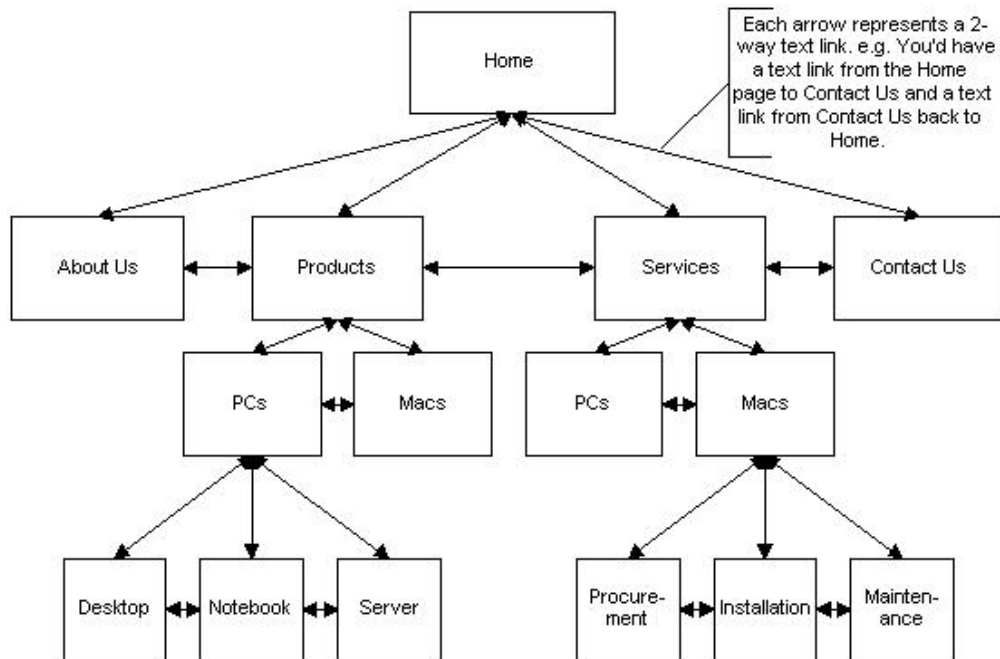 Home
Each arrow represents a 2-
way text link. e.g. You'd have
a text link from the Home
page to Contact Us and a text
link from Contact Us back to
Home.
About Us
Products
Services
Contact Us
PCs
Macs
PCs
Macs
Desktop
Notebook
Server
Procure-
ment
Installation
Mainten-
ance